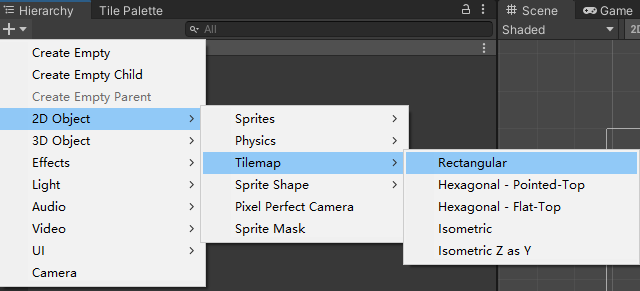 Hierarchy
Tile Palette
Scene
Game
All
Shaded
2D
Create Empty
Create Empty Child
Create Empty Parent
2D Object
3D Object
Effects
Light
Audio
Video
UI
Camera
Sprites
Physics
Tilemap
Sprite Shape
Pixel Perfect Camera
Sprite Mask
Rectangular
Hexagonal - Pointed-Top
Hexagonal - Flat-Top
Isometric
Isometric Z as Y